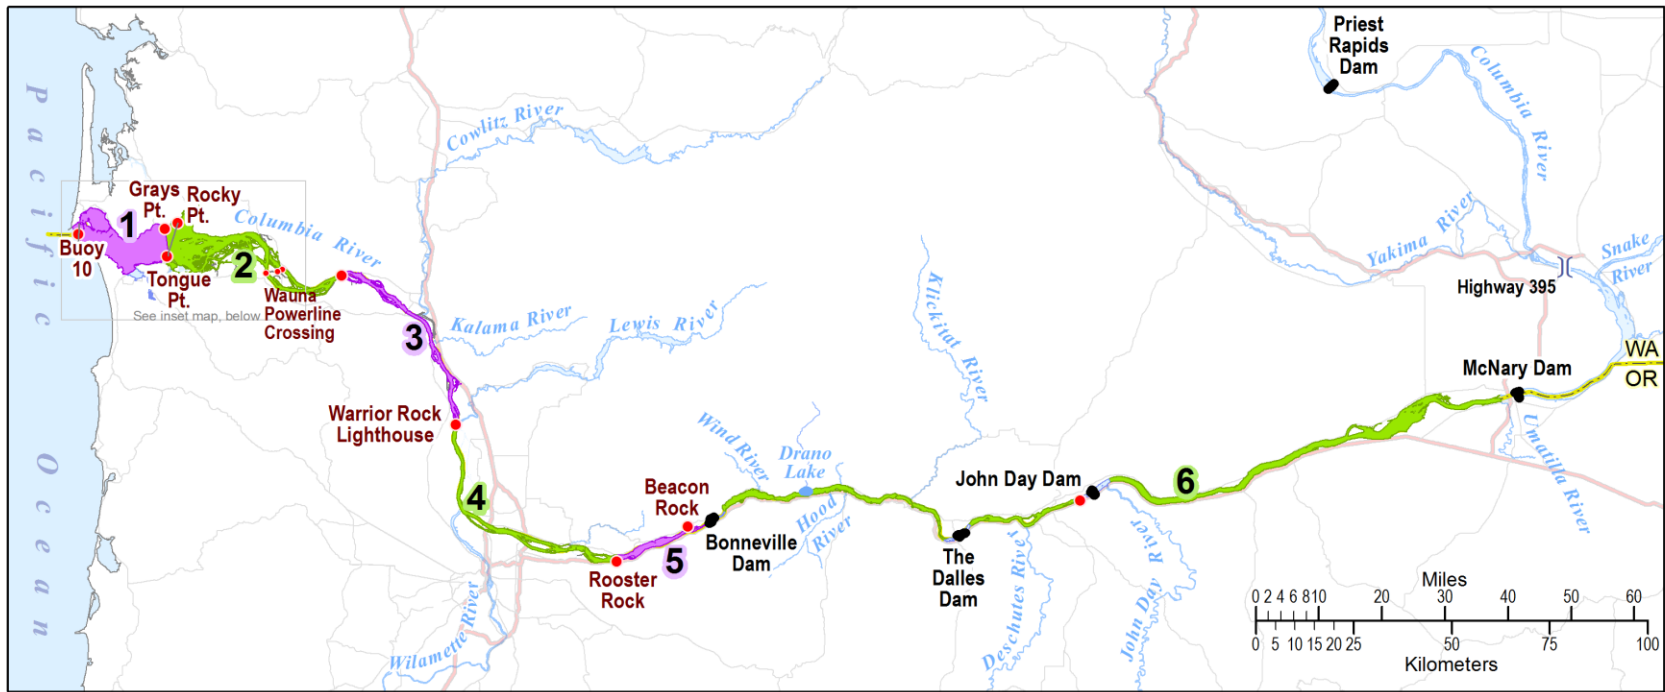 Priest
Rapids
Dam
Columbia River
Cowlitz River
Pacific
Ocean
Grays
Pt.
Rocky
Pt.
1
Buoy
10
Columbia River
2
Tongue
Pt.
See inset map, below
Wauna
Powerline
Crossing
3
Kalama River
Lewis River
Klickitat River
Yakima River
Snake
River
Highway 395
WA
OR
McNary Dam
Warrior Rock
Lighthouse
Wind River
Drano
Lake
Umatilla River
4
Beacon
Rock
John Day Dam
6
Hood
River
5
Bonneville
Dam
Rooster
Rock
The
Dalles
Dam
Deschutes River
John Day River
Wilamette River
Miles
0 2 4 6 8 10 20 30 40 50 60
0 5 10 15 20 25 50 75 100
Kilometers